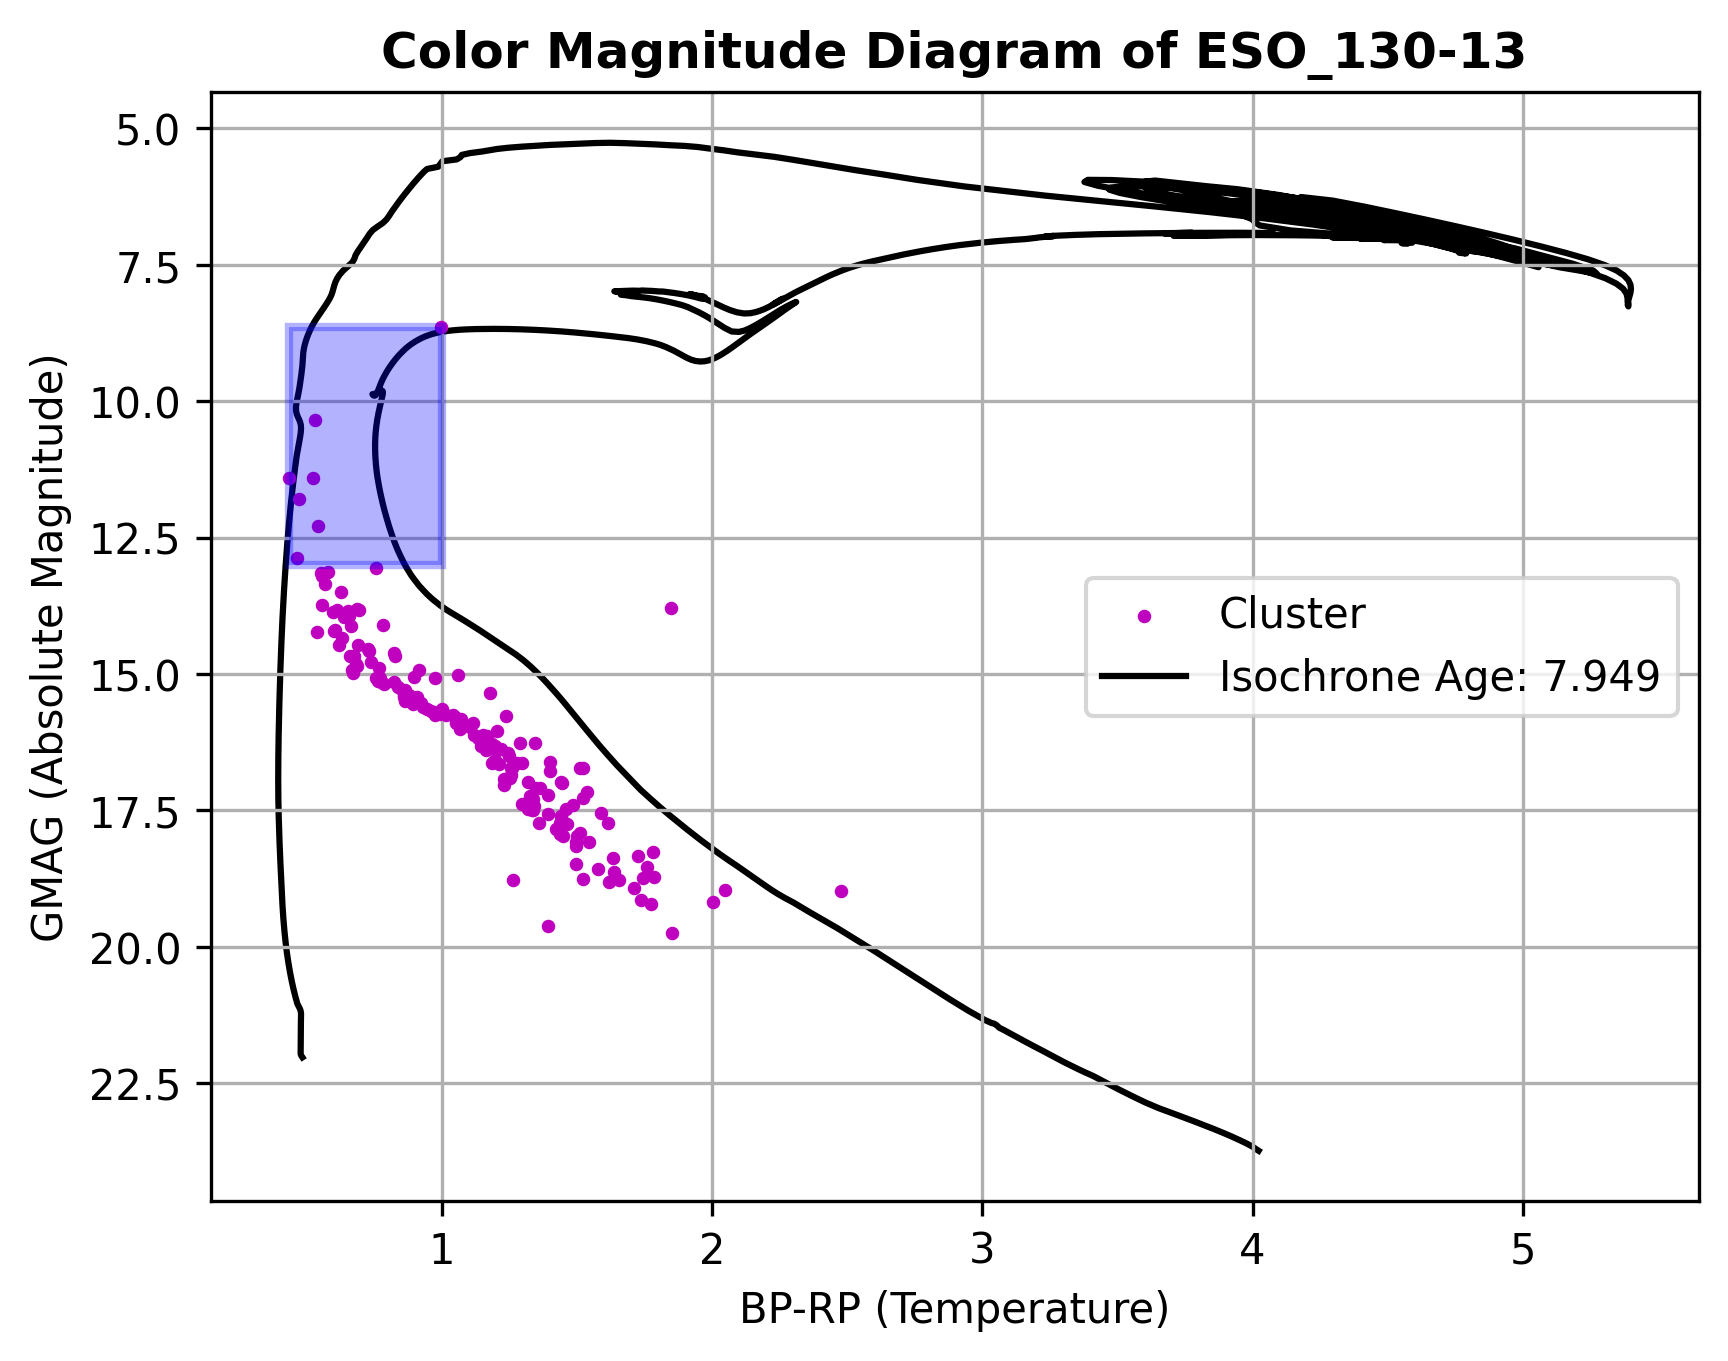 Color Magnitude Diagram of ESO_130-13
5.0
7.5
10.0
12.5
15.0
17.5
20.0
22.5
GMAG (Absolute Magnitude)
Cluster
Isochrone Age: 7.949
1 2 3 4 5
BP-RP (Temperature)